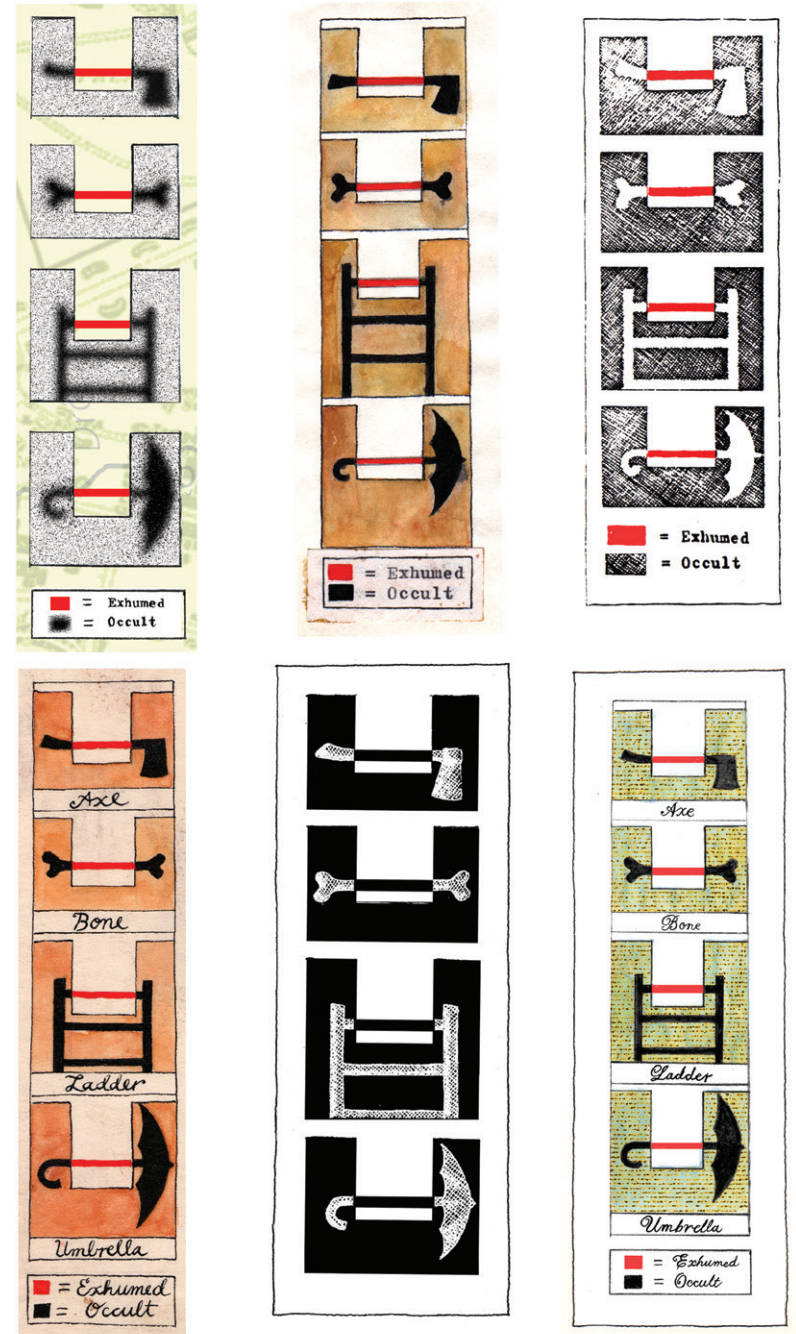 = Exhumed
= Occult
= Exhumed
= Occult
= Exhumed
= Occult
Axe
Bone
Ladder
Umbrella
= Exhumed
= Occult
Axe
Bone
Ladder
Umbrella
= Exhumed
= Occult